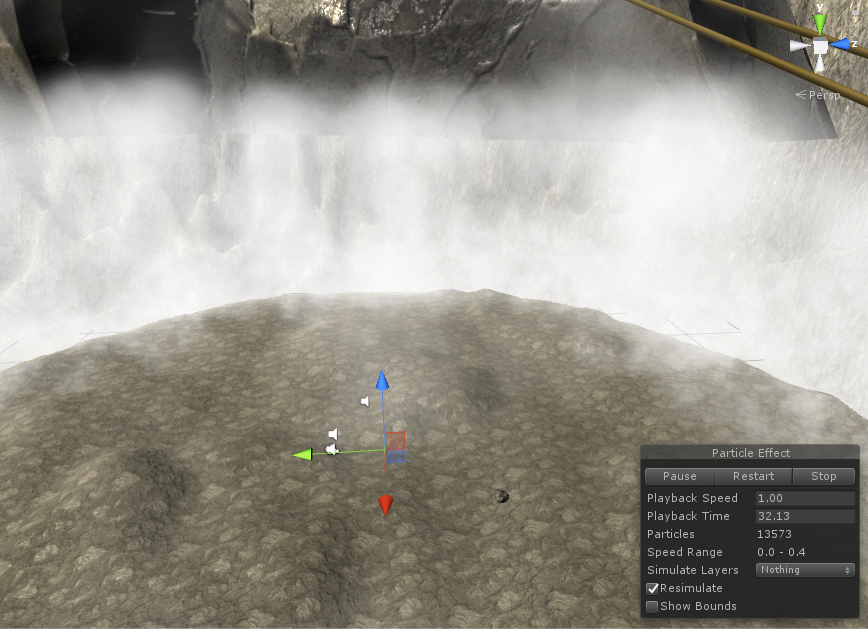 Y
Z
< Persp
Particle Effect
Pause Restart Stop
Playback Speed 1.00
Playback Time 32.13
Particles 13573
Speed Range 0.0 - 0.4
Simulate Layers Nothing
Resimulate
Show Bounds